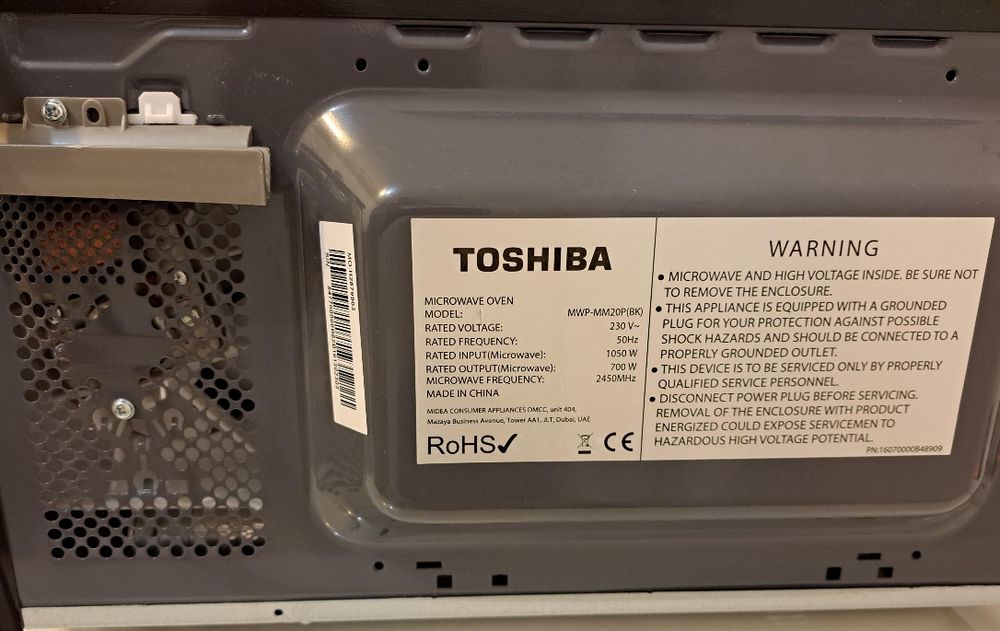 TOSHIBA
MICROWAVE OVEN
MODEL: MWP-MM20P(BK)
RATED VOLTAGE: 230 V~
RATED FREQUENCY: 50Hz
RATED INPUT(Microwave): 1050 W
RATED OUTPUT(Microwave): 700 W
MICROWAVE FREQUENCY: 2450MHz
MADE IN CHINA
MIDEA CONSUMER APPLIANCES DMCC, unit 404,
Mazaya Business Avenue, Tower AA1, JLT, Dubai, UAE
RoHS✓ CE
WARNING
• MICROWAVE AND HIGH VOLTAGE INSIDE. BE SURE NOT
TO REMOVE THE ENCLOSURE.
• THIS APPLIANCE IS EQUIPPED WITH A GROUNDED
PLUG FOR YOUR PROTECTION AGAINST POSSIBLE
SHOCK HAZARDS AND SHOULD BE CONNECTED TO A
PROPERLY GROUNDED OUTLET.
• THIS DEVICE IS TO BE SERVICED ONLY BY PROPERLY
QUALIFIED SERVICE PERSONNEL.
• DISCONNECT POWER PLUG BEFORE SERVICING.
REMOVAL OF THE ENCLOSURE WITH PRODUCT
ENERGIZED COULD EXPOSE SERVICEMEN TO
HAZARDOUS HIGH VOLTAGE POTENTIAL.
PN:16070000B48909